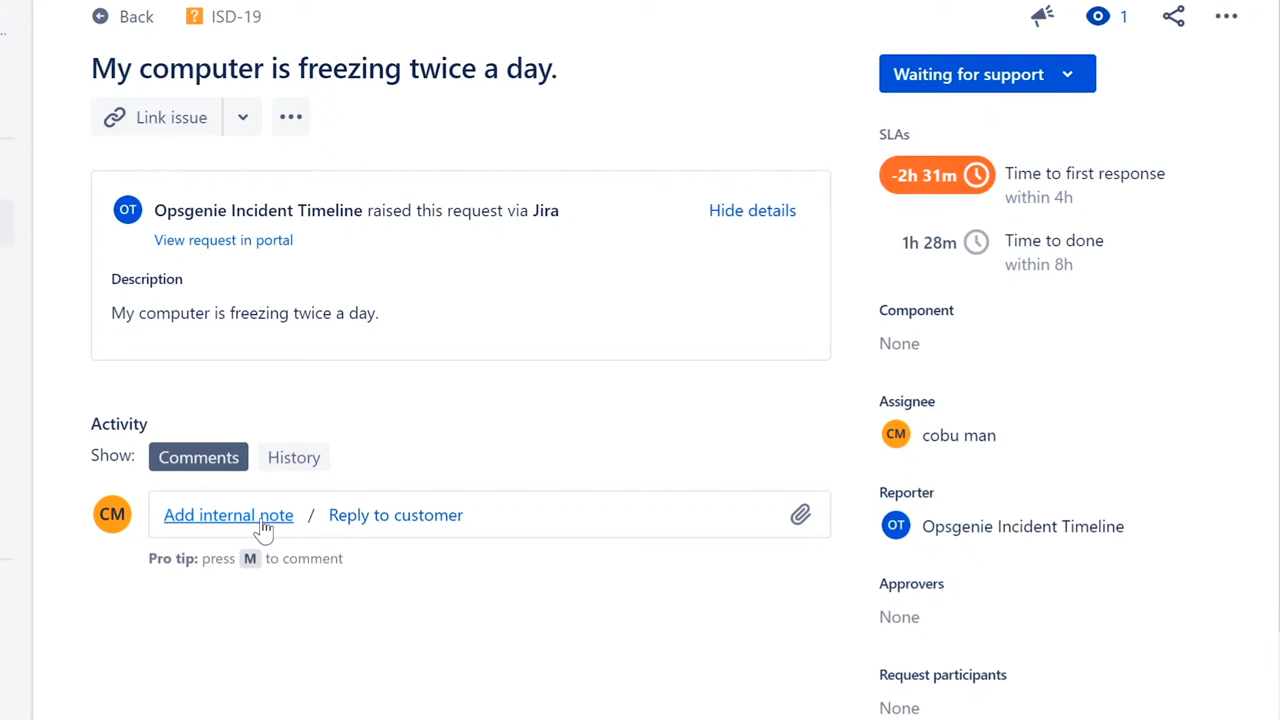 Back
ISD-19
1
My computer is freezing twice a day.
Link issue
Waiting for support
OT
Opsgenie Incident Timeline raised this request via Jira
Hide details
View request in portal
Description
My computer is freezing twice a day.
Activity
Show:
Comments
History
CM
Add internal note / Reply to customer
Pro tip: press M to comment
SLAs
-2h 31m
Time to first response
within 4h
1h 28m
Time to done
within 8h
Component
None
Assignee
CM
cobu man
Reporter
OT
Opsgenie Incident Timeline
Approvers
None
Request participants
None